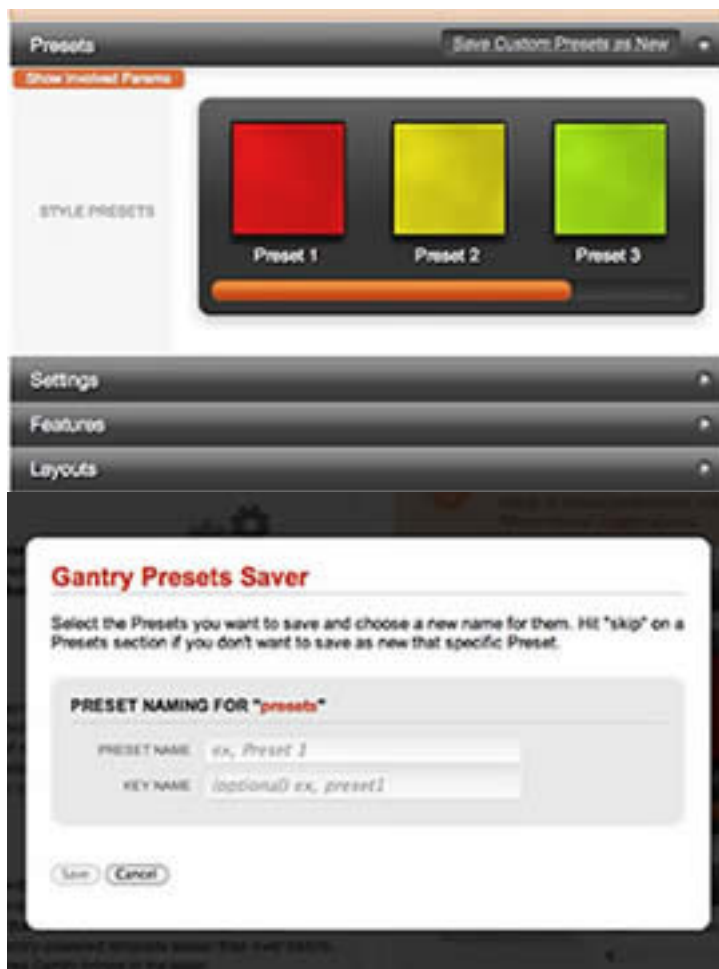 Presets
Save Custom Presets as New
Show Involved Params
STYLE PRESETS
Preset 1
Preset 2
Preset 3
Settings
Features
Layouts
Gantry Presets Saver
Select the Presets you want to save and choose a new name for them. Hit "skip" on a
Presets section if you don't want to save as new that specific Preset.
PRESET NAMING FOR "presets"
PRESET NAME
ex, Preset 1
KEY NAME
(optional) ex, preset1
Save
Cancel